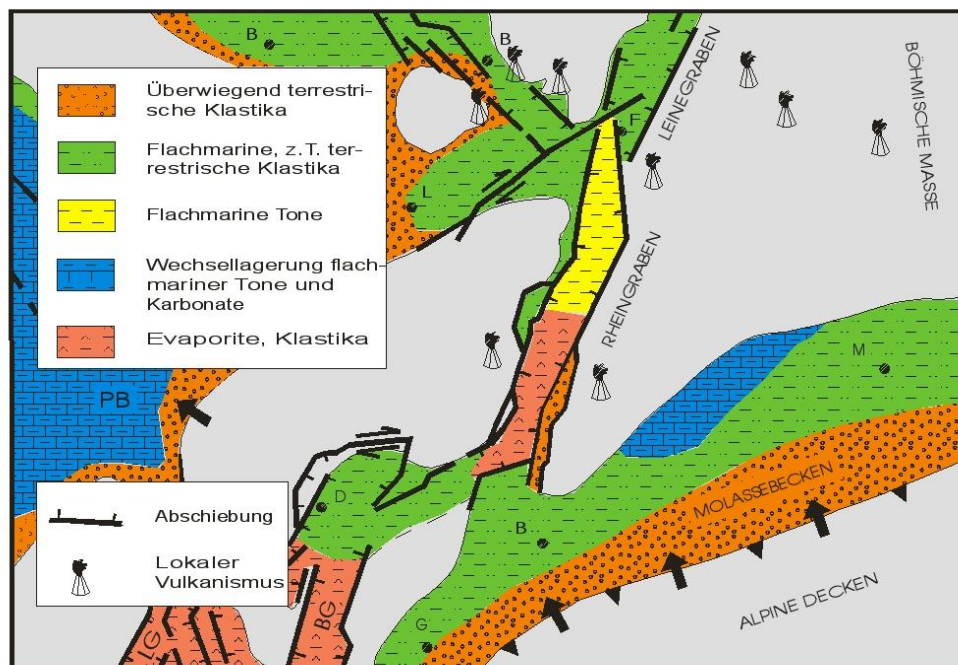 B
B
LEINEGRABEN
BÖHMISCHE MASSE
Überwiegend terrestri-
sche Klastika
Flachmarine, z.T. ter-
restrische Klastika
Flachmarine Tone
Wechsellagerung flach-
mariner Tone und
Karbonate
Evaporite, Klastika
F
L
RHEINGRABEN
M
PB
Abschiebung
Lokaler
Vulkanismus
D
B
MOLASSEBECKEN
ALPINE DECKEN
LG
BG
G